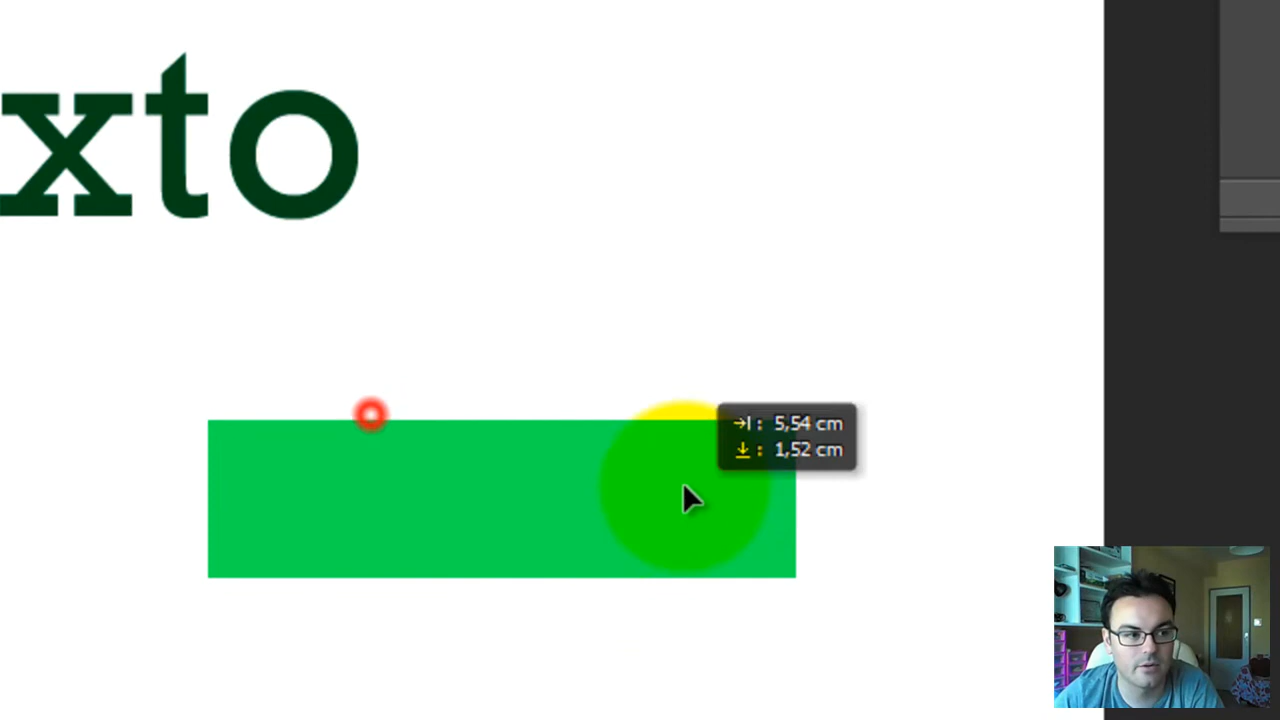 xto
→|: 5,54 cm
↓: 1,52 cm